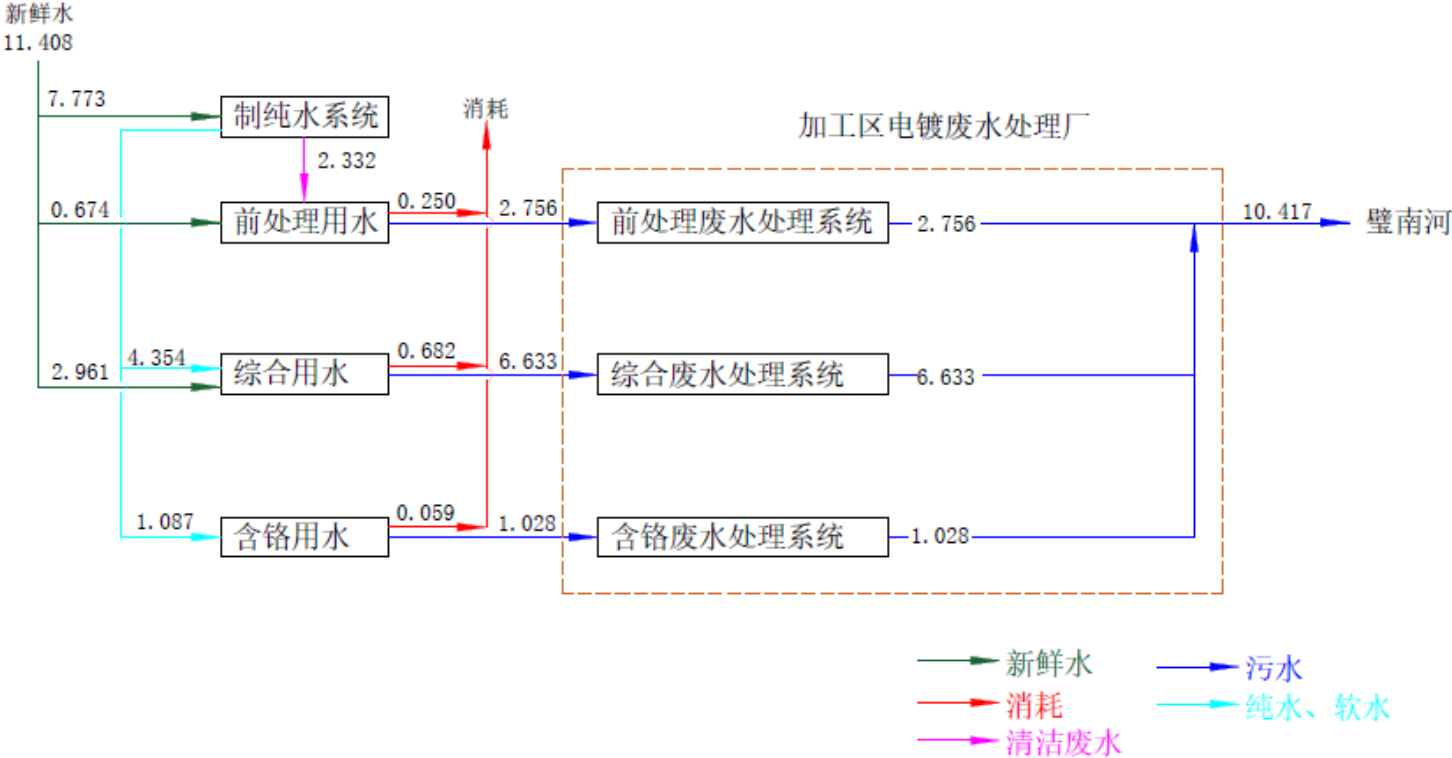 新鲜水
11.408
7.773
制纯水系统
消耗
加工区电镀废水处理厂
2.332
0.674
前处理用水
0.250
2.756
前处理废水处理系统
2.756
10.417
璧南河
2.961
4.354
综合用水
0.682
6.633
综合废水处理系统
6.633
1.087
含铬用水
0.059
1.028
含铬废水处理系统
1.028
新鲜水
污水
消耗
纯水、软水
清洁废水